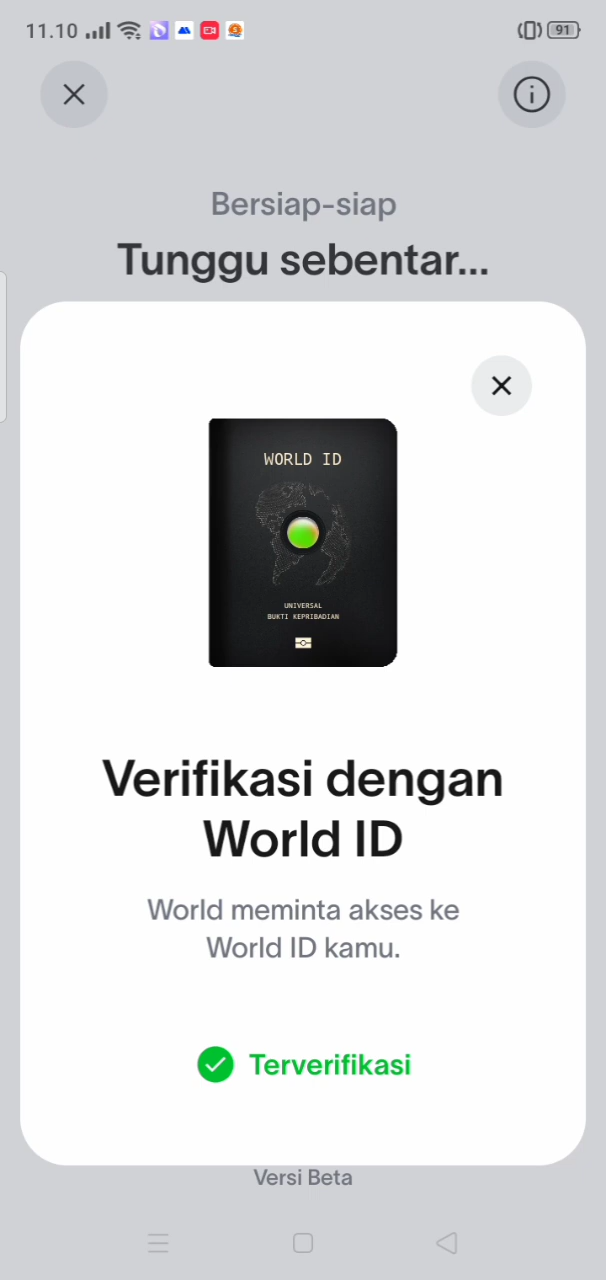 11.10
91
Bersiap-siap
Tunggu sebentar...
WORLD ID
UNIVERSAL
BUKTI KEPRIBADIAN
Verifikasi dengan
World ID
World meminta akses ke
World ID kamu.
Terverifikasi
Versi Beta